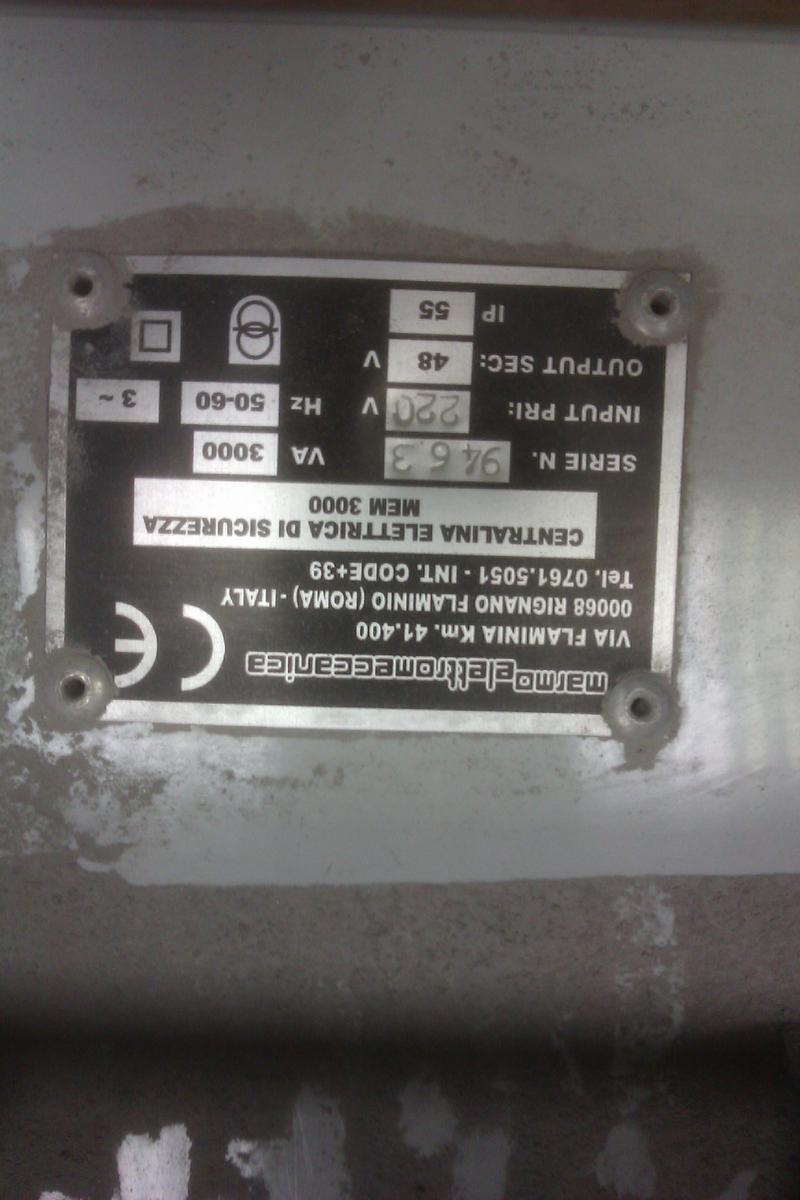 marmoelettromeccanica
VIA FLAMINIA Km. 41.400
00068 RIGNANO FLAMINIO (ROMA) - ITALY
Tel. 0761.5051 - INT. CODE+39
CE
CENTRALINA ELETTRICA DI SICUREZZA
MEM 3000
SERIE N. 946.3 VA 3000
INPUT PRI: 220 V Hz 50-60 3 ~
OUTPUT SEC: 48 V
IP 55